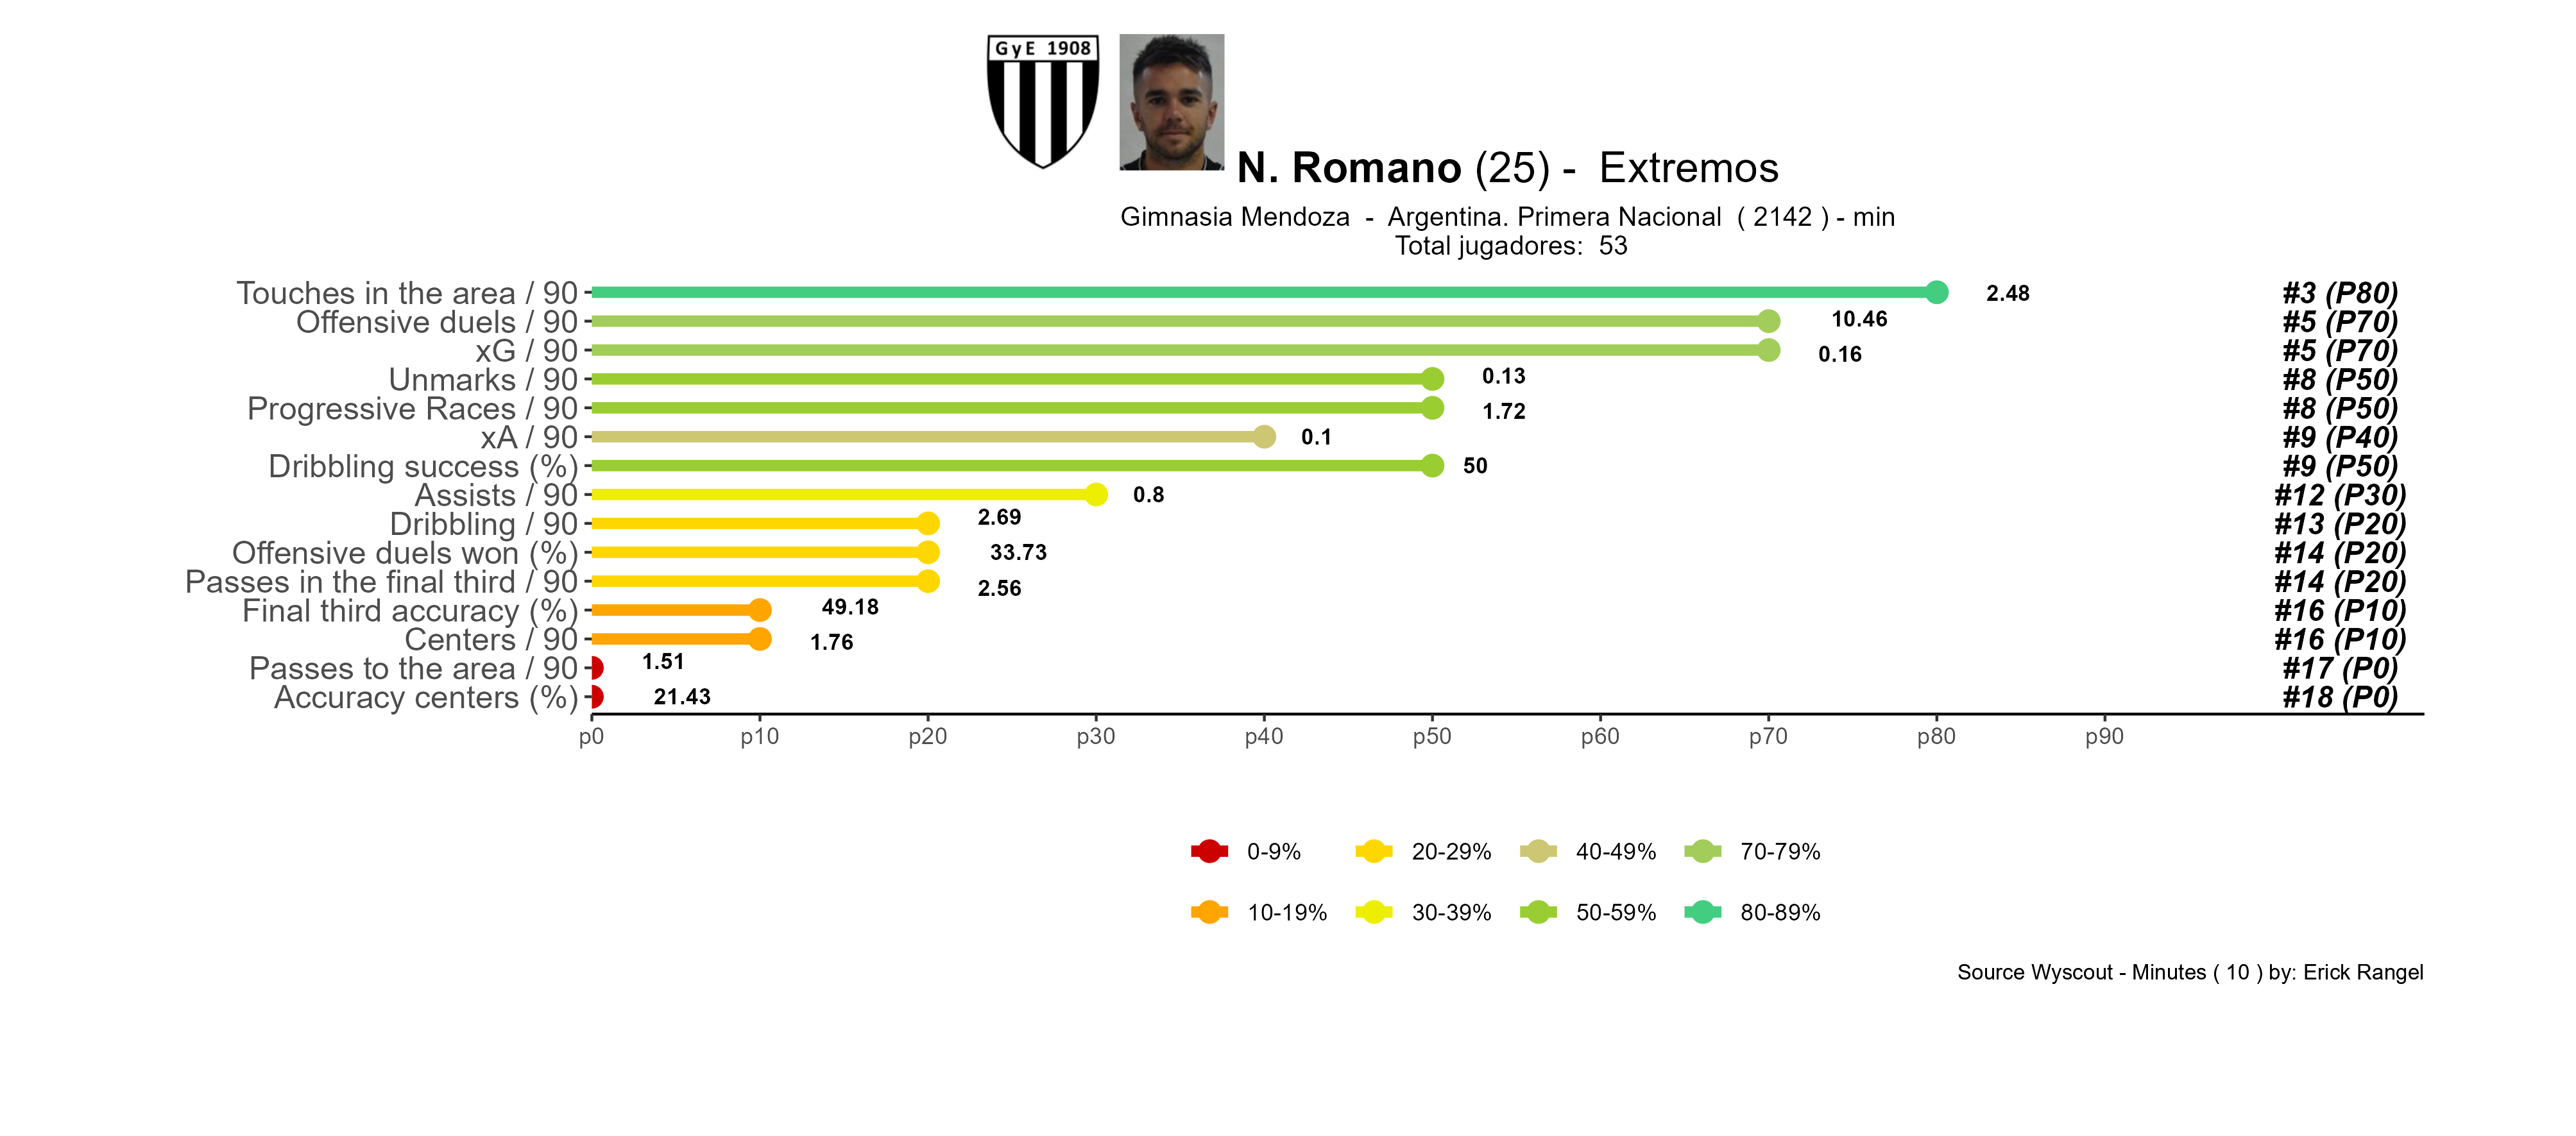 GyE 1908
N. Romano (25) - Extremos
Gimnasia Mendoza - Argentina. Primera Nacional ( 2142 ) - min
Total jugadores: 53
Touches in the area / 90 2.48 #3 (P80)
Offensive duels / 90 10.46 #5 (P70)
xG / 90 0.16 #5 (P70)
Unmarks / 90 0.13 #8 (P50)
Progressive Races / 90 1.72 #8 (P50)
xA / 90 0.1 #9 (P40)
Dribbling success (%) 50 #9 (P50)
Assists / 90 0.8 #12 (P30)
Dribbling / 90 2.69 #13 (P20)
Offensive duels won (%) 33.73 #14 (P20)
Passes in the final third / 90 2.56 #14 (P20)
Final third accuracy (%) 49.18 #16 (P10)
Centers / 90 1.76 #16 (P10)
Passes to the area / 90 1.51 #17 (P0)
Accuracy centers (%) 21.43 #18 (P0)
p0 p10 p20 p30 p40 p50 p60 p70 p80 p90
0-9% 20-29% 40-49% 70-79%
10-19% 30-39% 50-59% 80-89%
Source Wyscout - Minutes ( 10 ) by: Erick Rangel